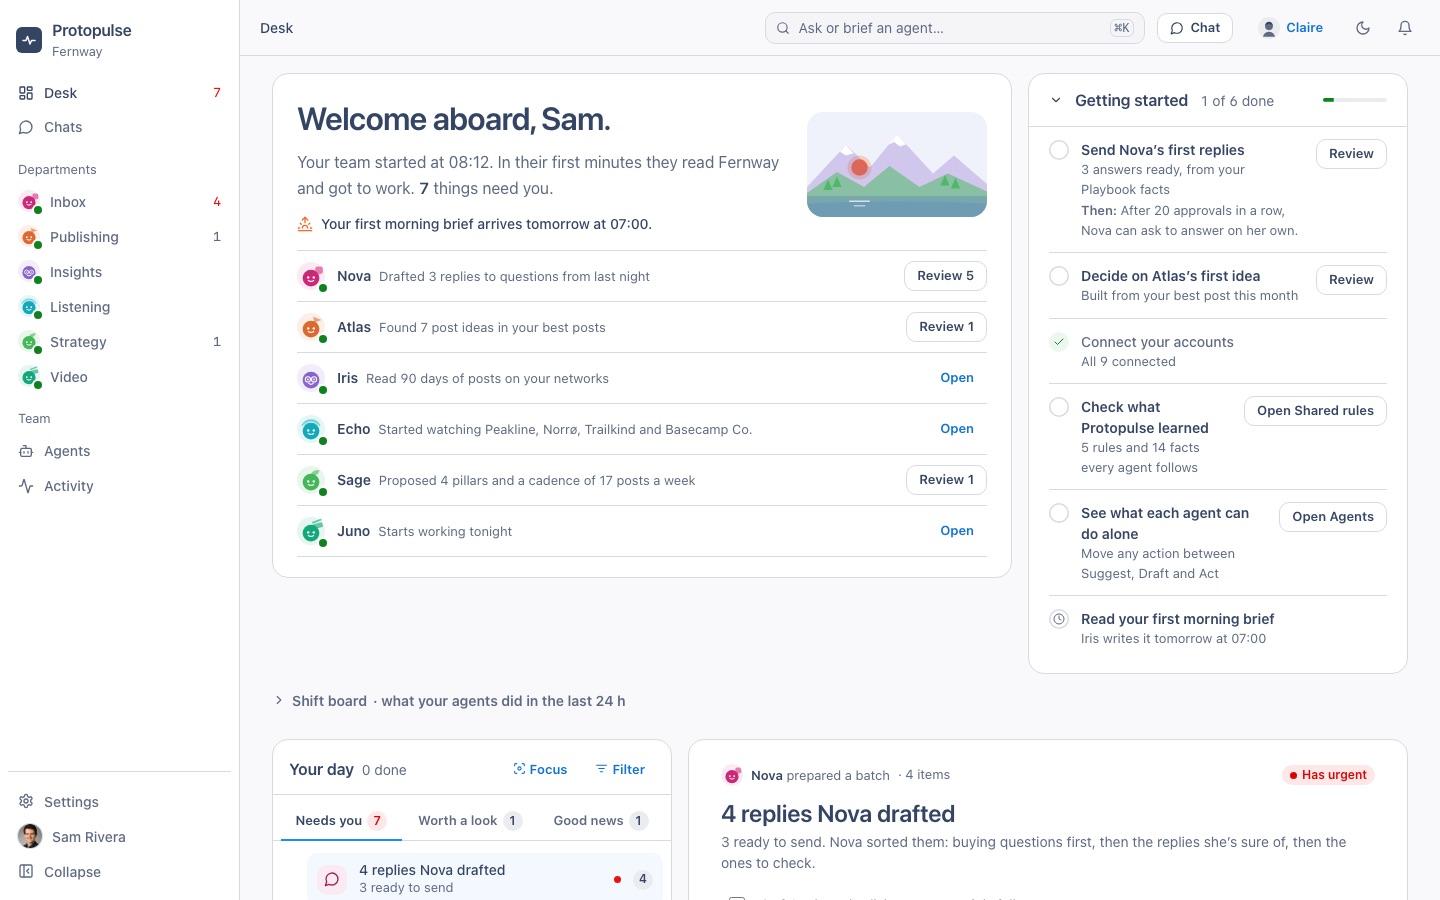 Protopulse
Fernway
Desk
7
Chats
Departments
Inbox
4
Publishing
1
Insights
Listening
Strategy
1
Video
Team
Agents
Activity
Settings
Sam Rivera
Collapse
Desk
Ask or brief an agent...
⌘K
Chat
Claire
Welcome aboard, Sam.
Your team started at 08:12. In their first minutes they read Fernway
and got to work. 7 things need you.
Your first morning brief arrives tomorrow at 07:00.
Nova Drafted 3 replies to questions from last night
Review 5
Atlas Found 7 post ideas in your best posts
Review 1
Iris Read 90 days of posts on your networks
Open
Echo Started watching Peakline, Norrø, Trailkind and Basecamp Co.
Open
Sage Proposed 4 pillars and a cadence of 17 posts a week
Review 1
Juno Starts working tonight
Open
Getting started 1 of 6 done
Send Nova’s first replies
3 answers ready, from your
Playbook facts
Then: After 20 approvals in a row,
Nova can ask to answer on her own.
Review
Decide on Atlas’s first idea
Built from your best post this month
Review
Connect your accounts
All 9 connected
Check what
Protopulse learned
5 rules and 14 facts
every agent follows
Open Shared rules
See what each agent can
do alone
Move any action between
Suggest, Draft and Act
Open Agents
Read your first morning brief
Iris writes it tomorrow at 07:00
Shift board · what your agents did in the last 24 h
Your day 0 done
Focus
Filter
Needs you 7
Worth a look 1
Good news 1
4 replies Nova drafted
3 ready to send
4
Nova prepared a batch · 4 items
Has urgent
4 replies Nova drafted
3 ready to send. Nova sorted them: buying questions first, then the replies she’s sure of, then the
ones to check.